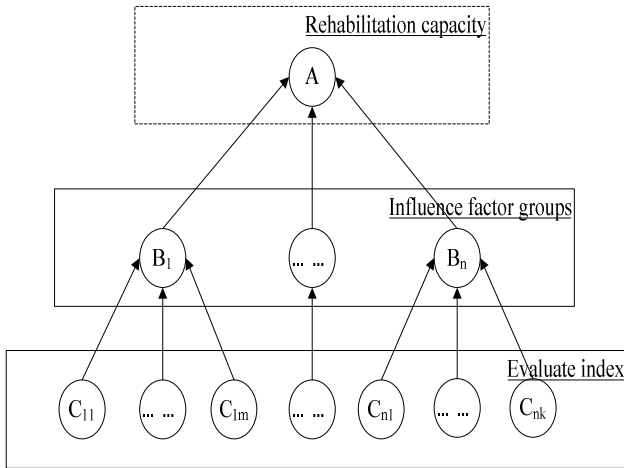 Rehabilitation capacity
A
Influence factor groups
B1 ... ... Bn
Evaluate index
C11 ... ... C1m ... ... Cn1 ... ... Cnk